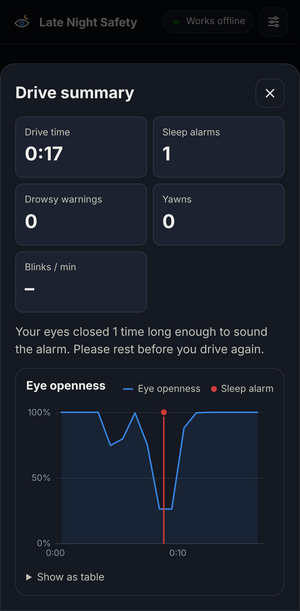 Late Night Safety
Works offline
Drive summary
Drive time
0:17
Sleep alarms
1
Drowsy warnings
0
Yawns
0
Blinks / min
–
Your eyes closed 1 time long enough to sound
the alarm. Please rest before you drive again.
Eye openness
Eye openness
Sleep alarm
100%
50%
0%
0:00
0:10
Show as table